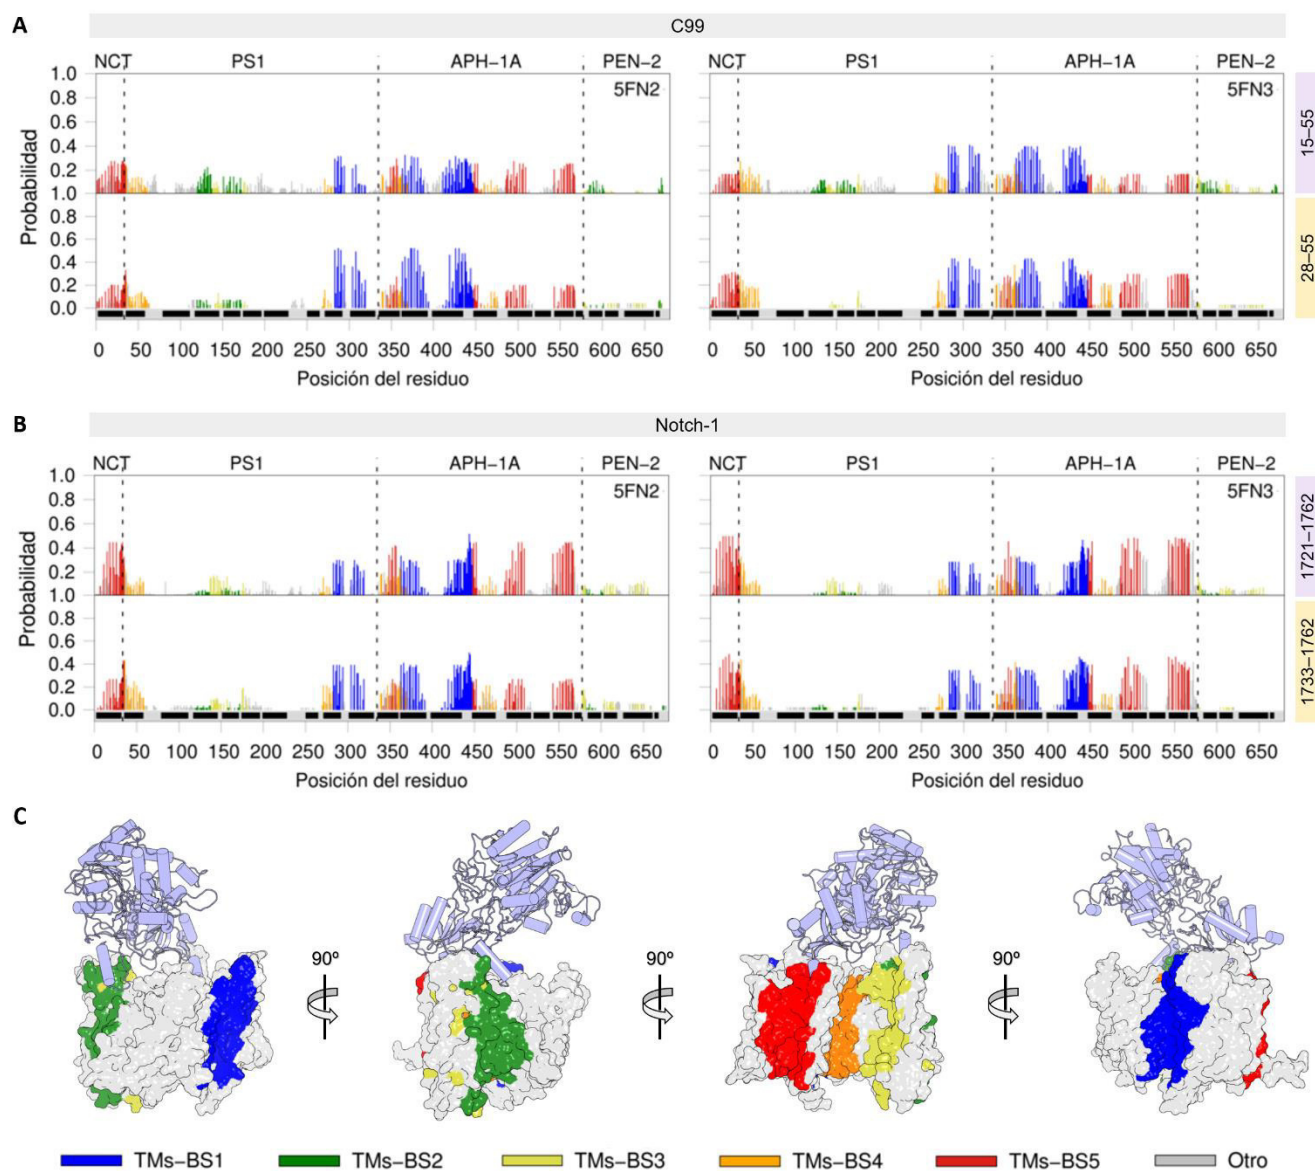 A
C99
NCT PS1 APH–1A PEN–2 NCT PS1 APH–1A PEN–2
1.0 5FN2 5FN3
0.8
0.6
0.4
0.2
1.0
0.8
0.6
0.4
0.2
0.0
Probabilidad
15–55
28–55
0 50 100 150 200 250 300 350 400 450 500 550 600 650 0 50 100 150 200 250 300 350 400 450 500 550 600 650
Posición del residuo Posición del residuo
B
Notch-1
NCT PS1 APH–1A PEN–2 NCT PS1 APH–1A PEN–2
1.0 5FN2 5FN3
0.8
0.6
0.4
0.2
1.0
0.8
0.6
0.4
0.2
0.0
Probabilidad
1721–1762
1733–1762
0 50 100 150 200 250 300 350 400 450 500 550 600 650 0 50 100 150 200 250 300 350 400 450 500 550 600 650
Posición del residuo Posición del residuo
C
90º 90º 90º
TMs–BS1 TMs–BS2 TMs–BS3 TMs–BS4 TMs–BS5 Otro